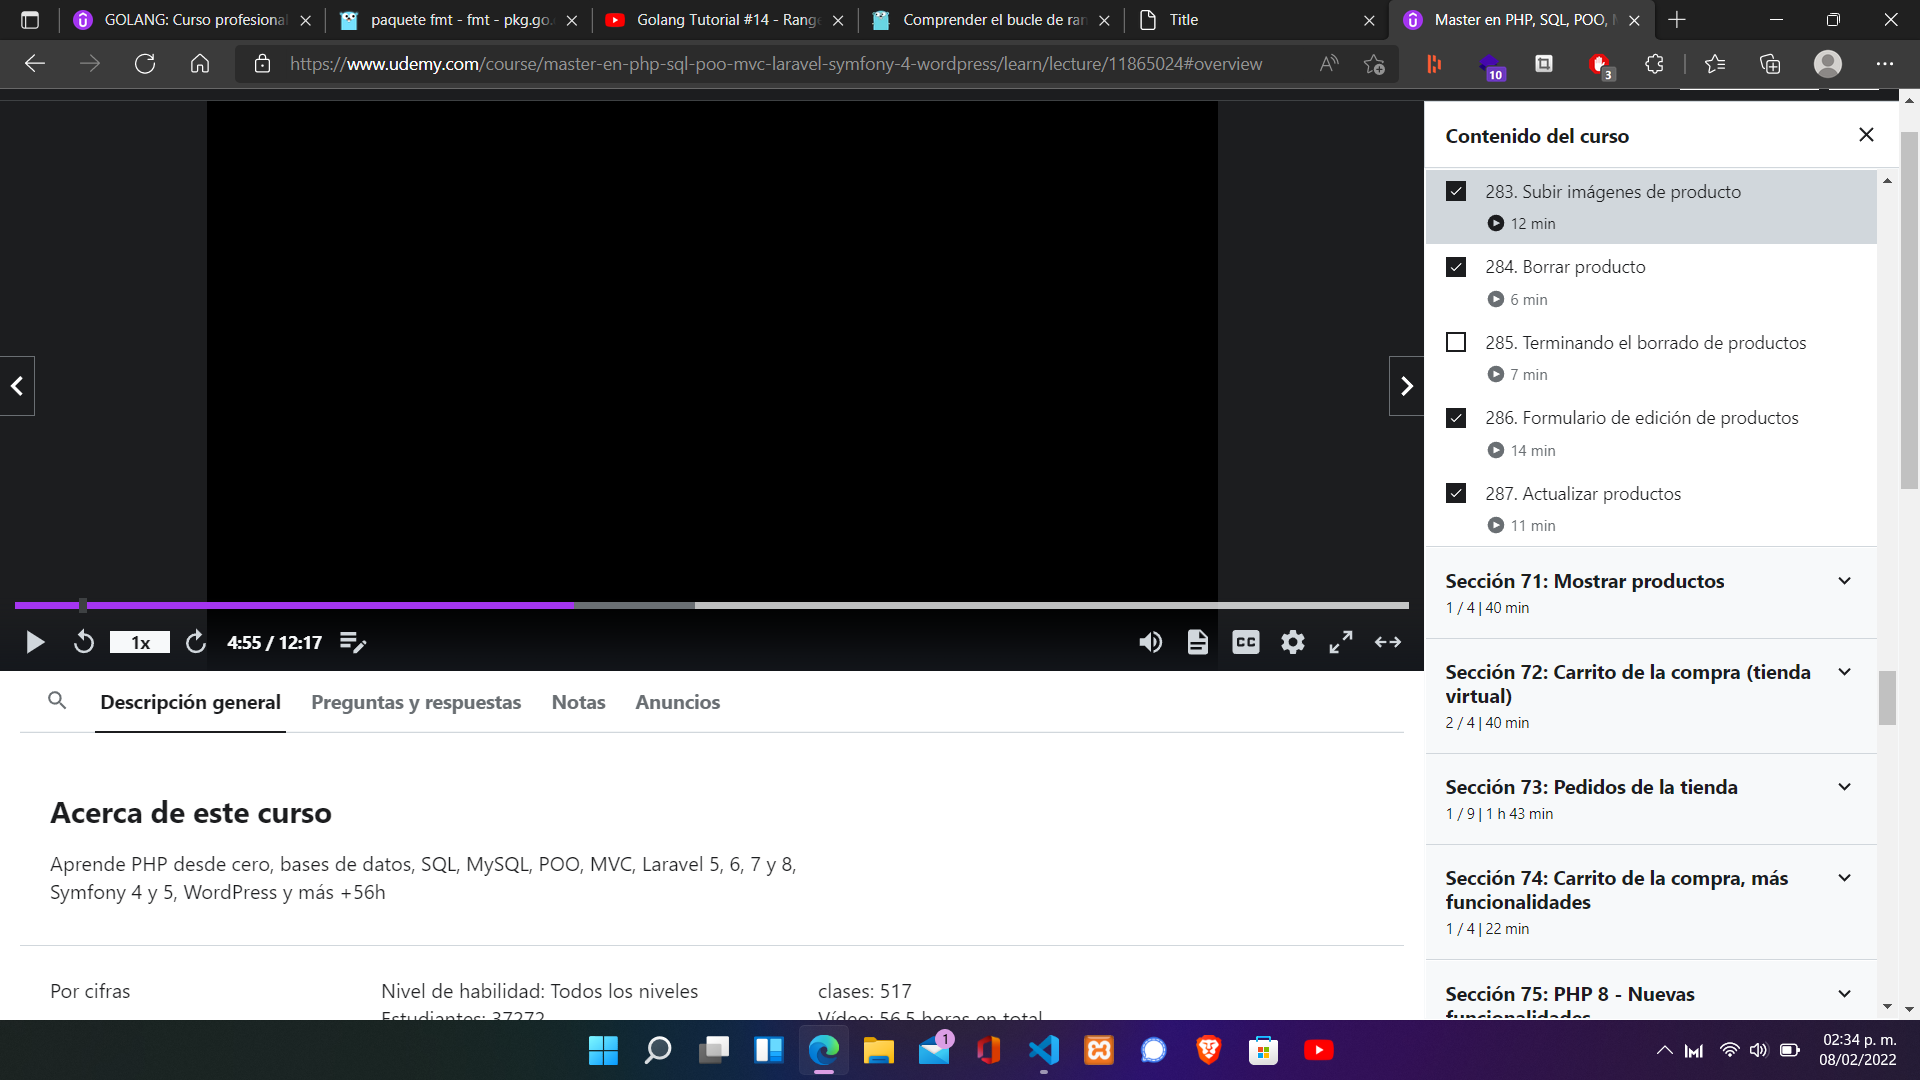 GOLANG: Curso profesional
paquete fmt - fmt - pkg.go.
Golang Tutorial #14 - Range
Comprender el bucle de ran
Title
Master en PHP, SQL, POO, M
https://www.udemy.com/course/master-en-php-sql-poo-mvc-laravel-symfony-4-wordpress/learn/lecture/11865024#overview
10
3
Contenido del curso
283. Subir imágenes de producto
12 min
284. Borrar producto
6 min
285. Terminando el borrado de productos
7 min
286. Formulario de edición de productos
14 min
287. Actualizar productos
11 min
Sección 71: Mostrar productos
1 / 4 | 40 min
Sección 72: Carrito de la compra (tienda
virtual)
2 / 4 | 40 min
Sección 73: Pedidos de la tienda
1 / 9 | 1 h 43 min
Sección 74: Carrito de la compra, más
funcionalidades
1 / 4 | 22 min
Sección 75: PHP 8 - Nuevas
funcionalidades
1x
4:55 / 12:17
CC
Descripción general
Preguntas y respuestas
Notas
Anuncios
Acerca de este curso
Aprende PHP desde cero, bases de datos, SQL, MySQL, POO, MVC, Laravel 5, 6, 7 y 8,
Symfony 4 y 5, WordPress y más +56h
Por cifras
Nivel de habilidad: Todos los niveles
Estudiantes: 37272
clases: 517
Vídeo: 56.5 horas en total
1
02:34 p. m.
08/02/2022